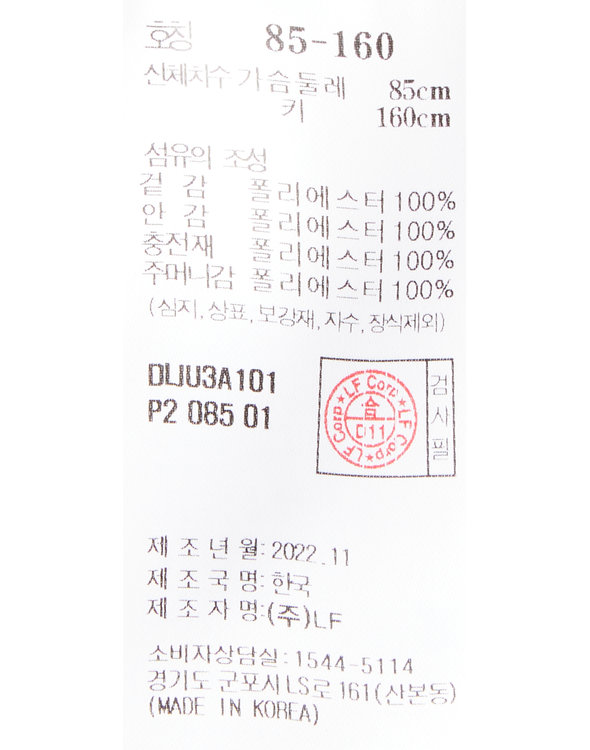 호칭 85-160
신체치수 가슴둘레 85cm
키 160cm
섬유의 조성
겉감 폴리에스터 100%
안감 폴리에스터 100%
충전재 폴리에스터 100%
주머니감 폴리에스터 100%
(심지, 상표, 보강재, 자수, 장식제외)
DLJU3A101
P2 085 01
LF Corp★LF Corp★LF Corp★
合
D11
검사필
제조년월: 2022.11
제조국명: 한국
제조자명: (주)LF
소비자상담실: 1544-5114
경기도 군포시 LS로 161(산본동)
(MADE IN KOREA)